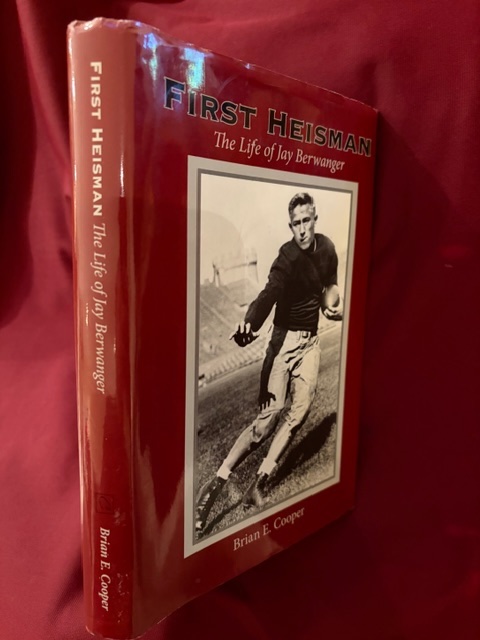 FIRST HEISMAN The Life of Jay Berwanger
Brian E. Cooper
FIRST HEISMAN
The Life of Jay Berwanger
Brian E. Cooper